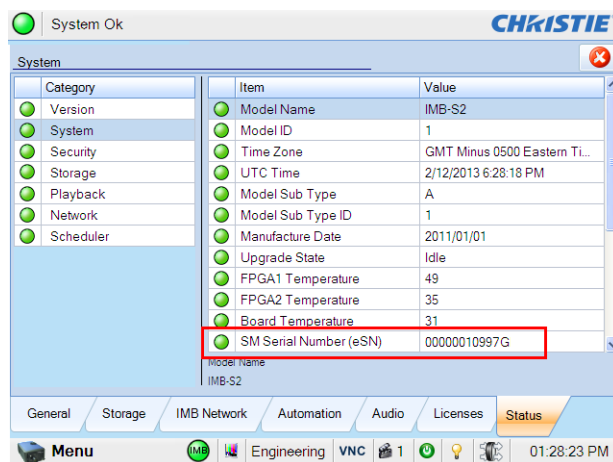 System Ok
CHRISTIE
System
Category
Item Value
Version
System
Security
Storage
Playback
Network
Scheduler
Model Name IMB-S2
Model ID 1
Time Zone GMT Minus 0500 Eastern Ti...
UTC Time 2/12/2013 6:28:18 PM
Model Sub Type A
Model Sub Type ID 1
Manufacture Date 2011/01/01
Upgrade State Idle
FPGA1 Temperature 49
FPGA2 Temperature 35
Board Temperature 31
SM Serial Number (eSN) 00000010997G
Model Name
IMB-S2
General Storage IMB Network Automation Audio Licenses Status
Menu IMB Engineering VNC 1 01:28:23 PM